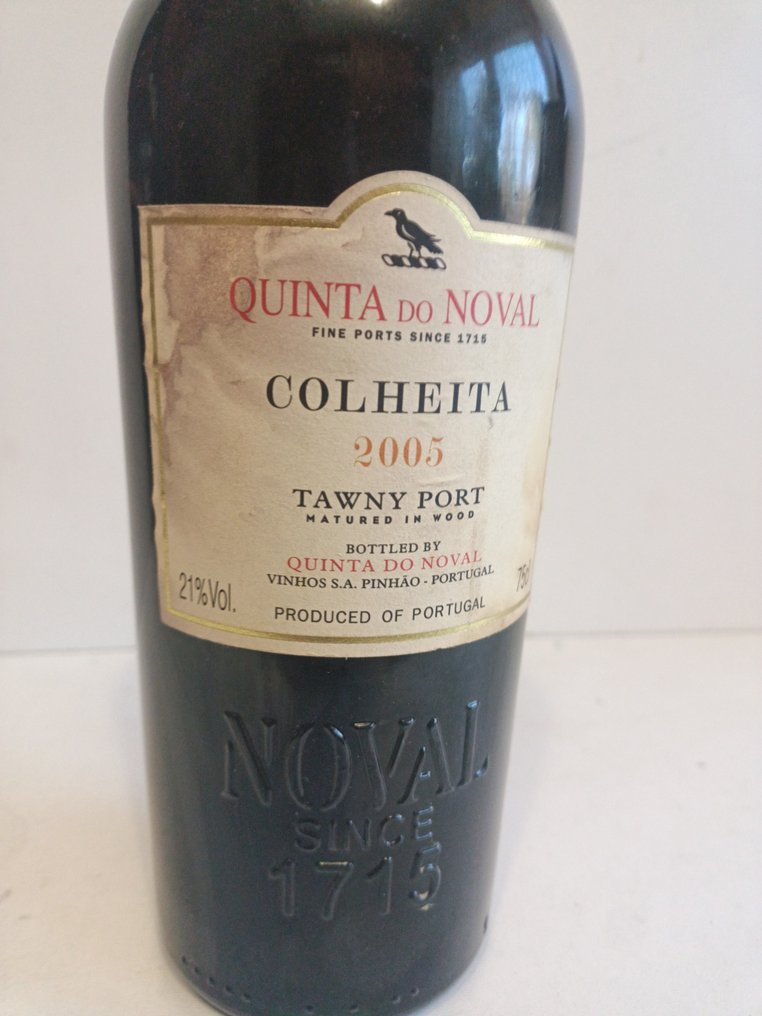 QUINTA DO NOVAL
FINE PORTS SINCE 1715
COLHEITA
2005
TAWNY PORT
MATURED IN WOOD
BOTTLED BY
QUINTA DO NOVAL
VINHOS S.A. PINHÃO - PORTUGAL
21%Vol.
75cl
PRODUCED OF PORTUGAL
NOVAL
SINCE
1715